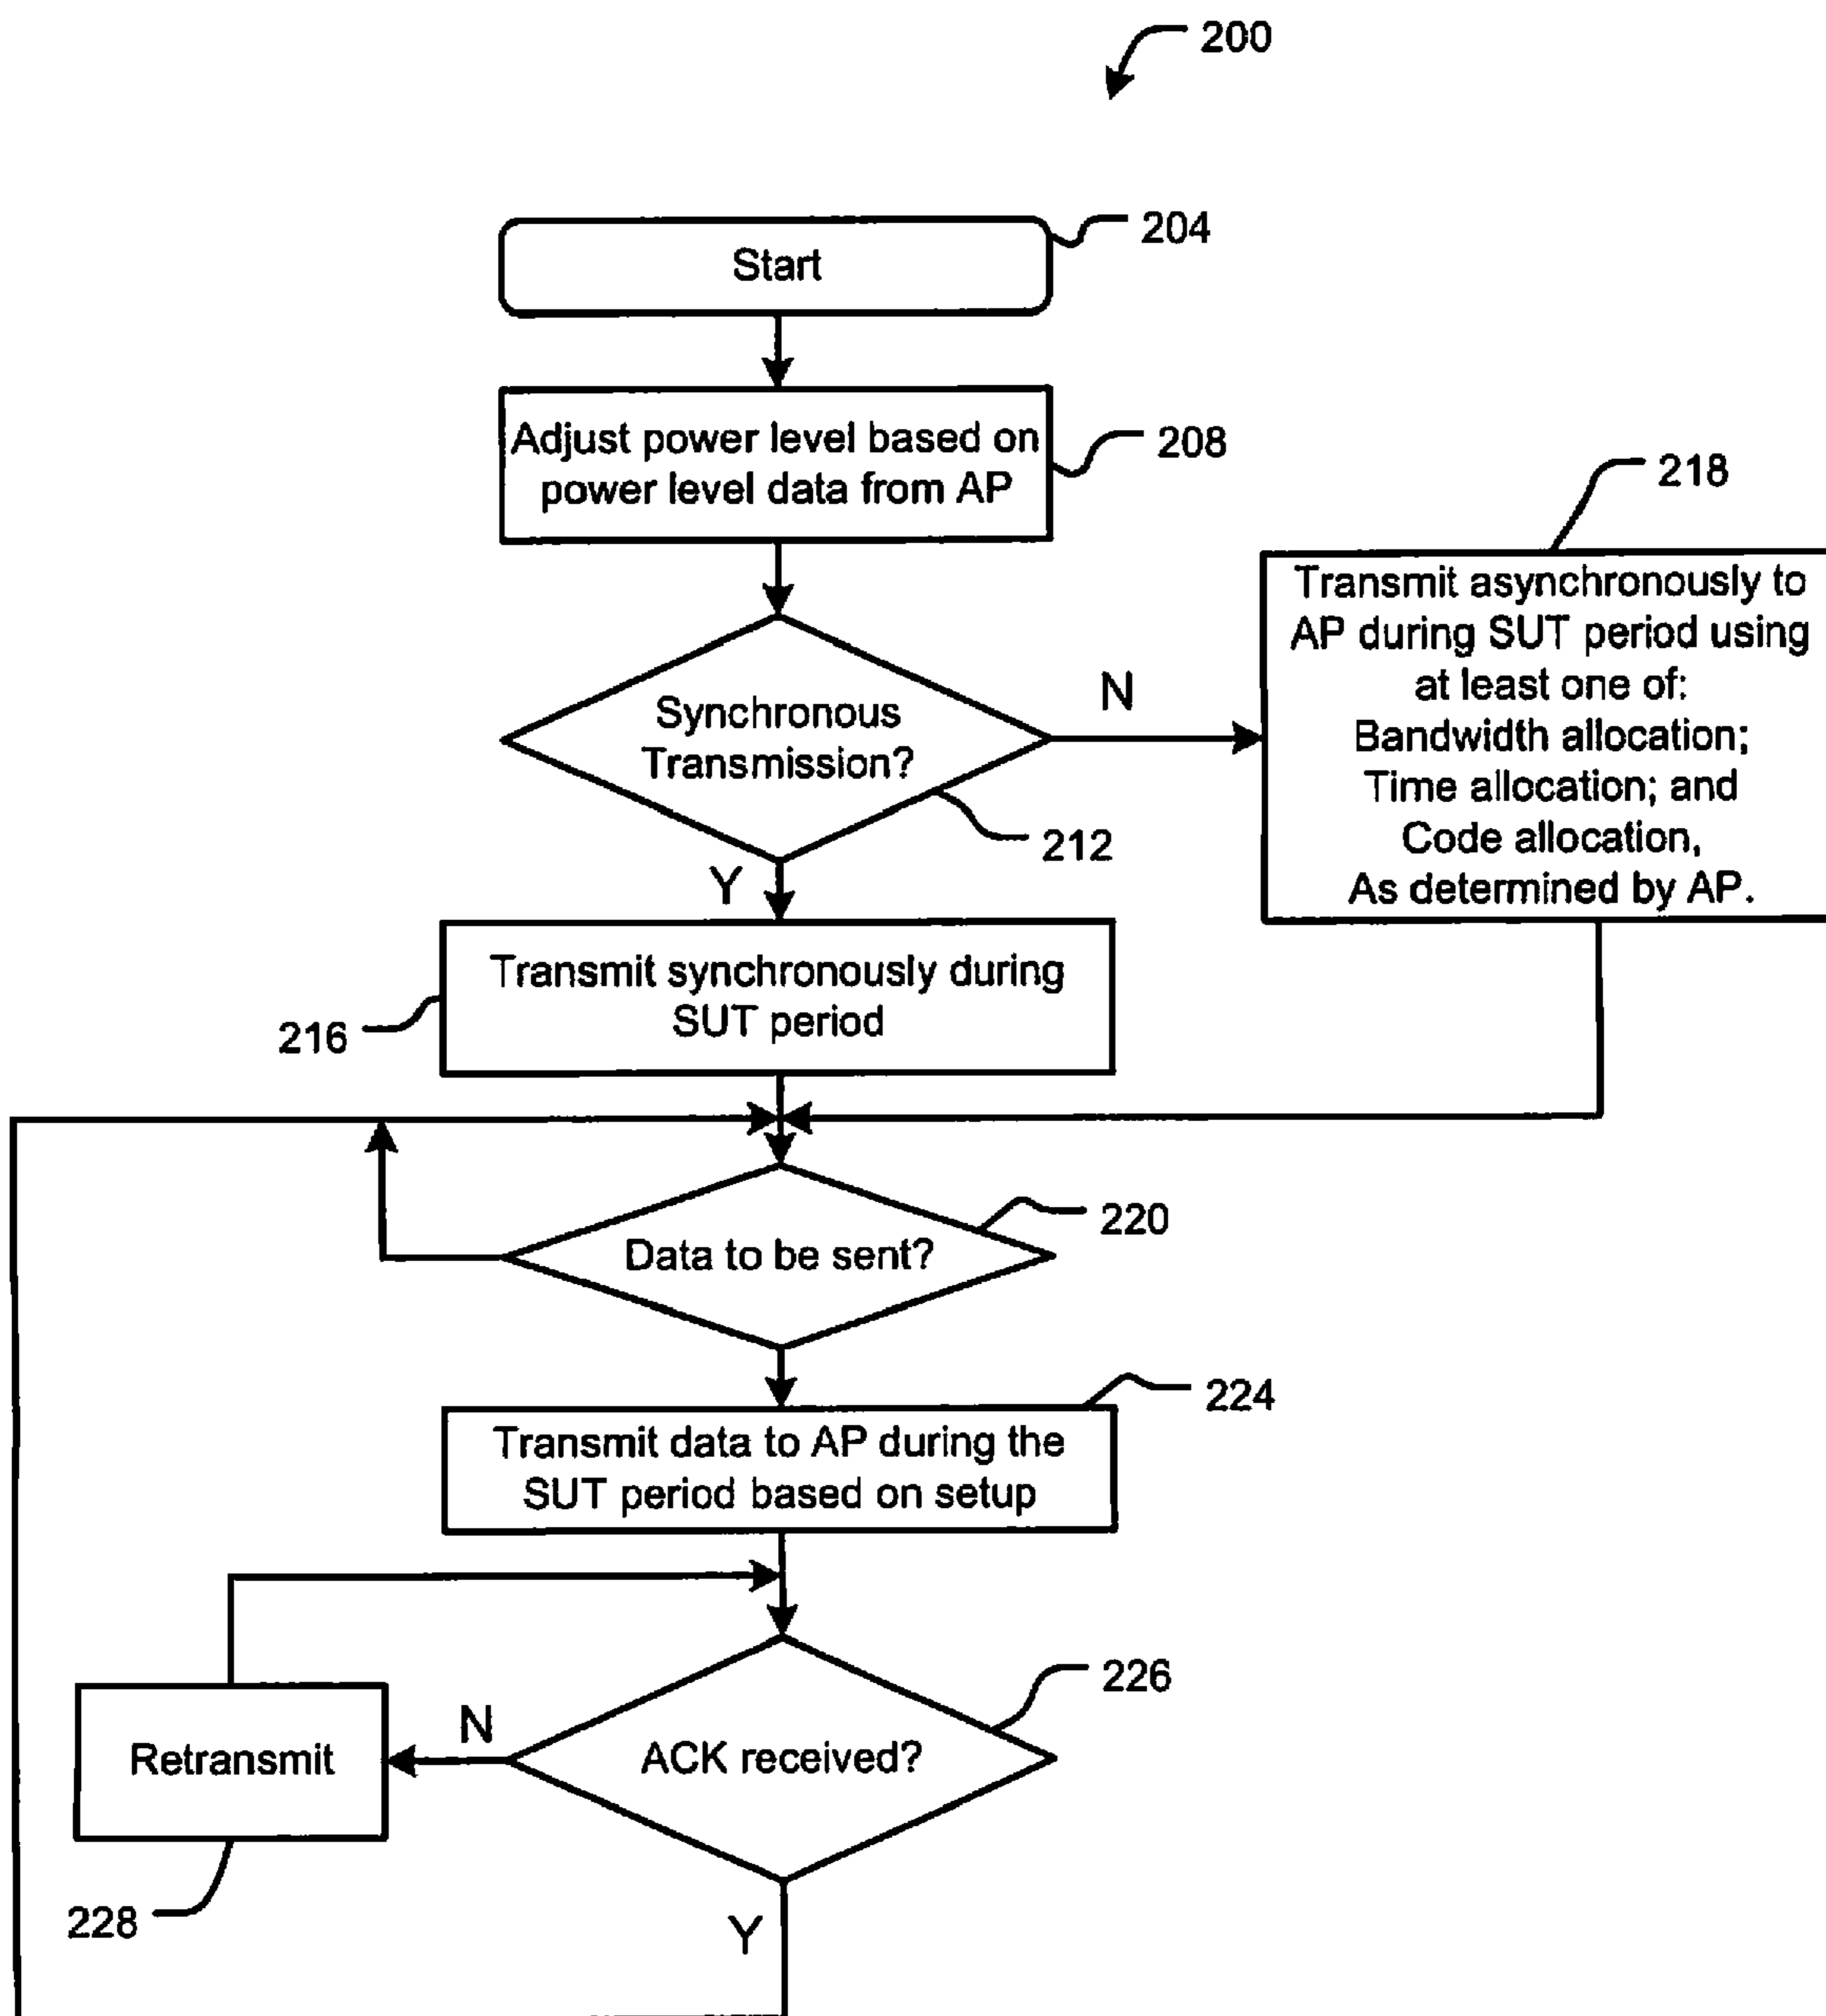 200
204
Start
Adjust power level based on
power level data from AP
208
218
Transmit asynchronously to
AP during SUT period using
at least one of:
Bandwidth allocation;
Time allocation; and
Code allocation,
As determined by AP.
Synchronous
Transmission?
N
212
Y
Transmit synchronously during
SUT period
216
220
Data to be sent?
224
Transmit data to AP during the
SUT period based on setup
226
ACK received?
N
Retransmit
228
Y